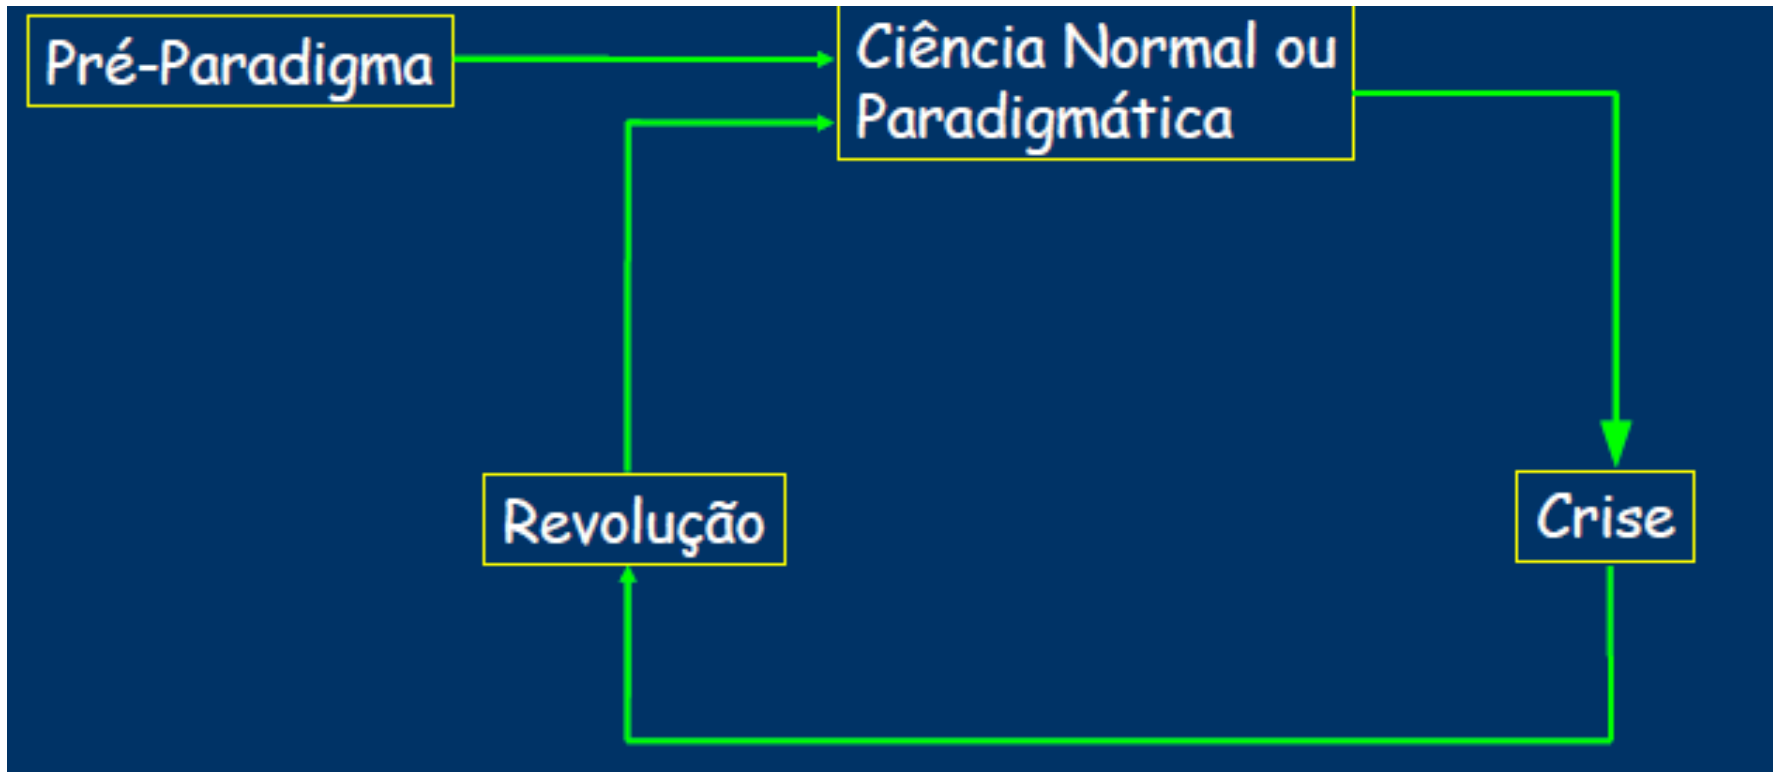 Pré-Paradigma
Ciência Normal ou
Paradigmática
Revolução
Crise